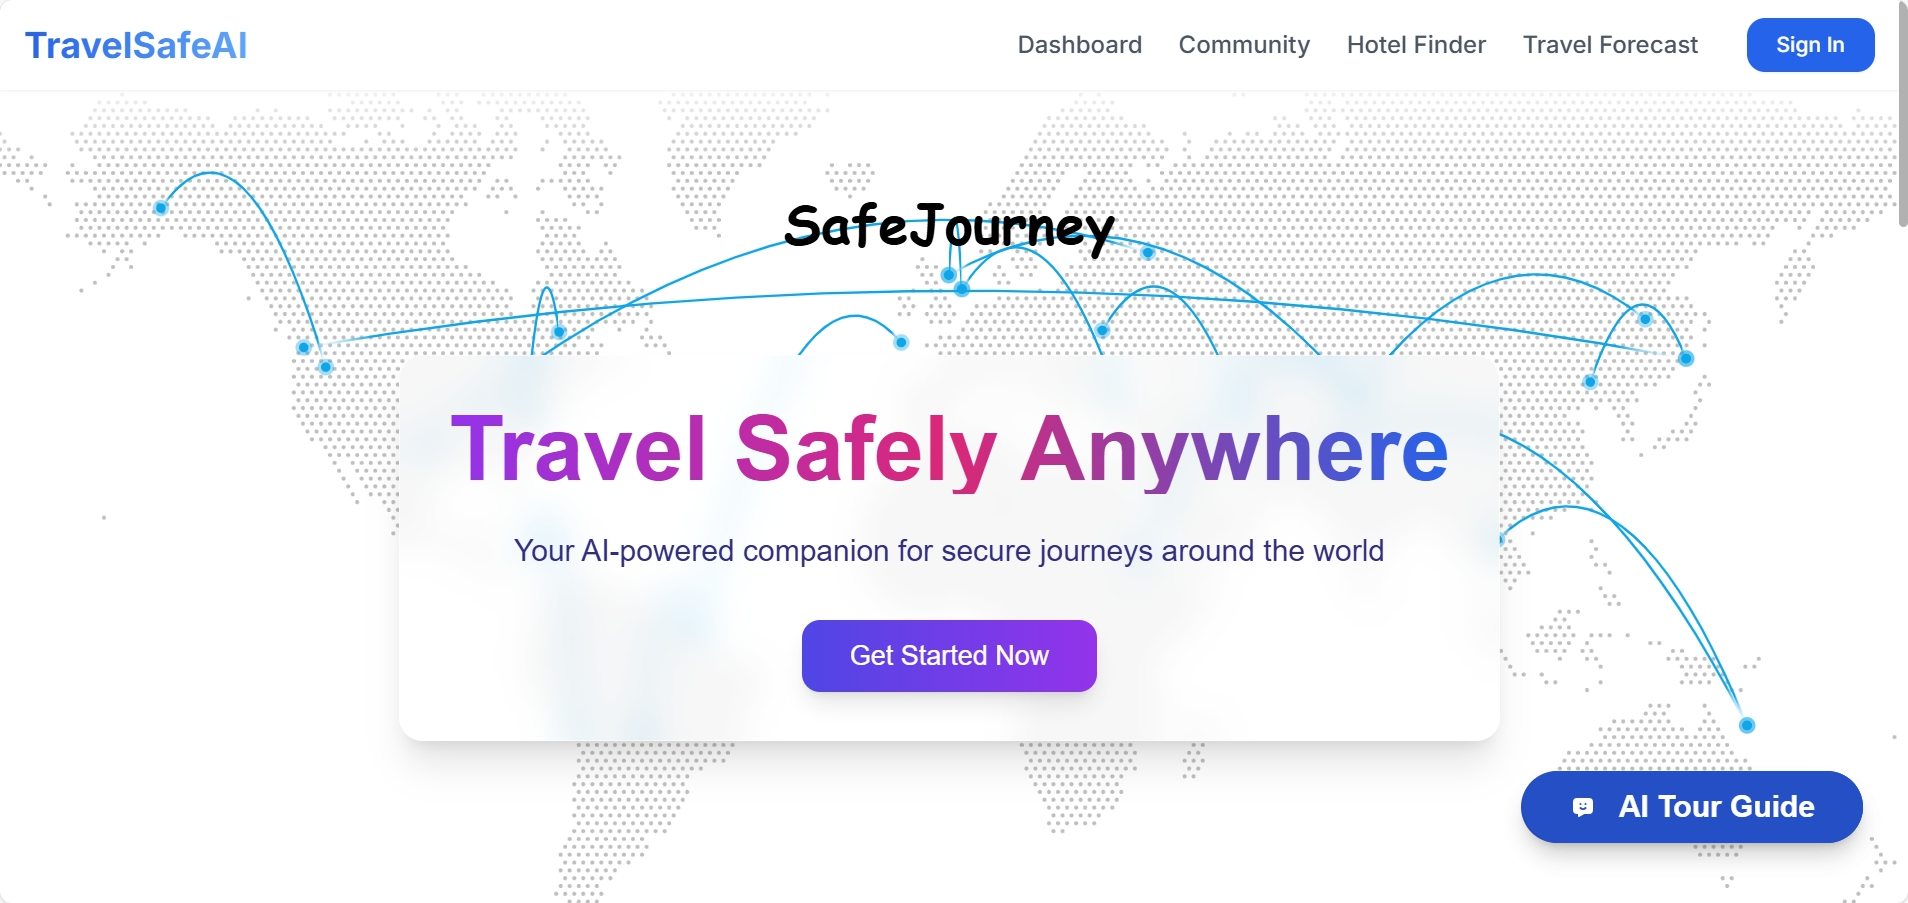 TravelSafeAI
Dashboard Community Hotel Finder Travel Forecast Sign In
SafeJourney
Travel Safely Anywhere
Your AI-powered companion for secure journeys around the world
Get Started Now
AI Tour Guide